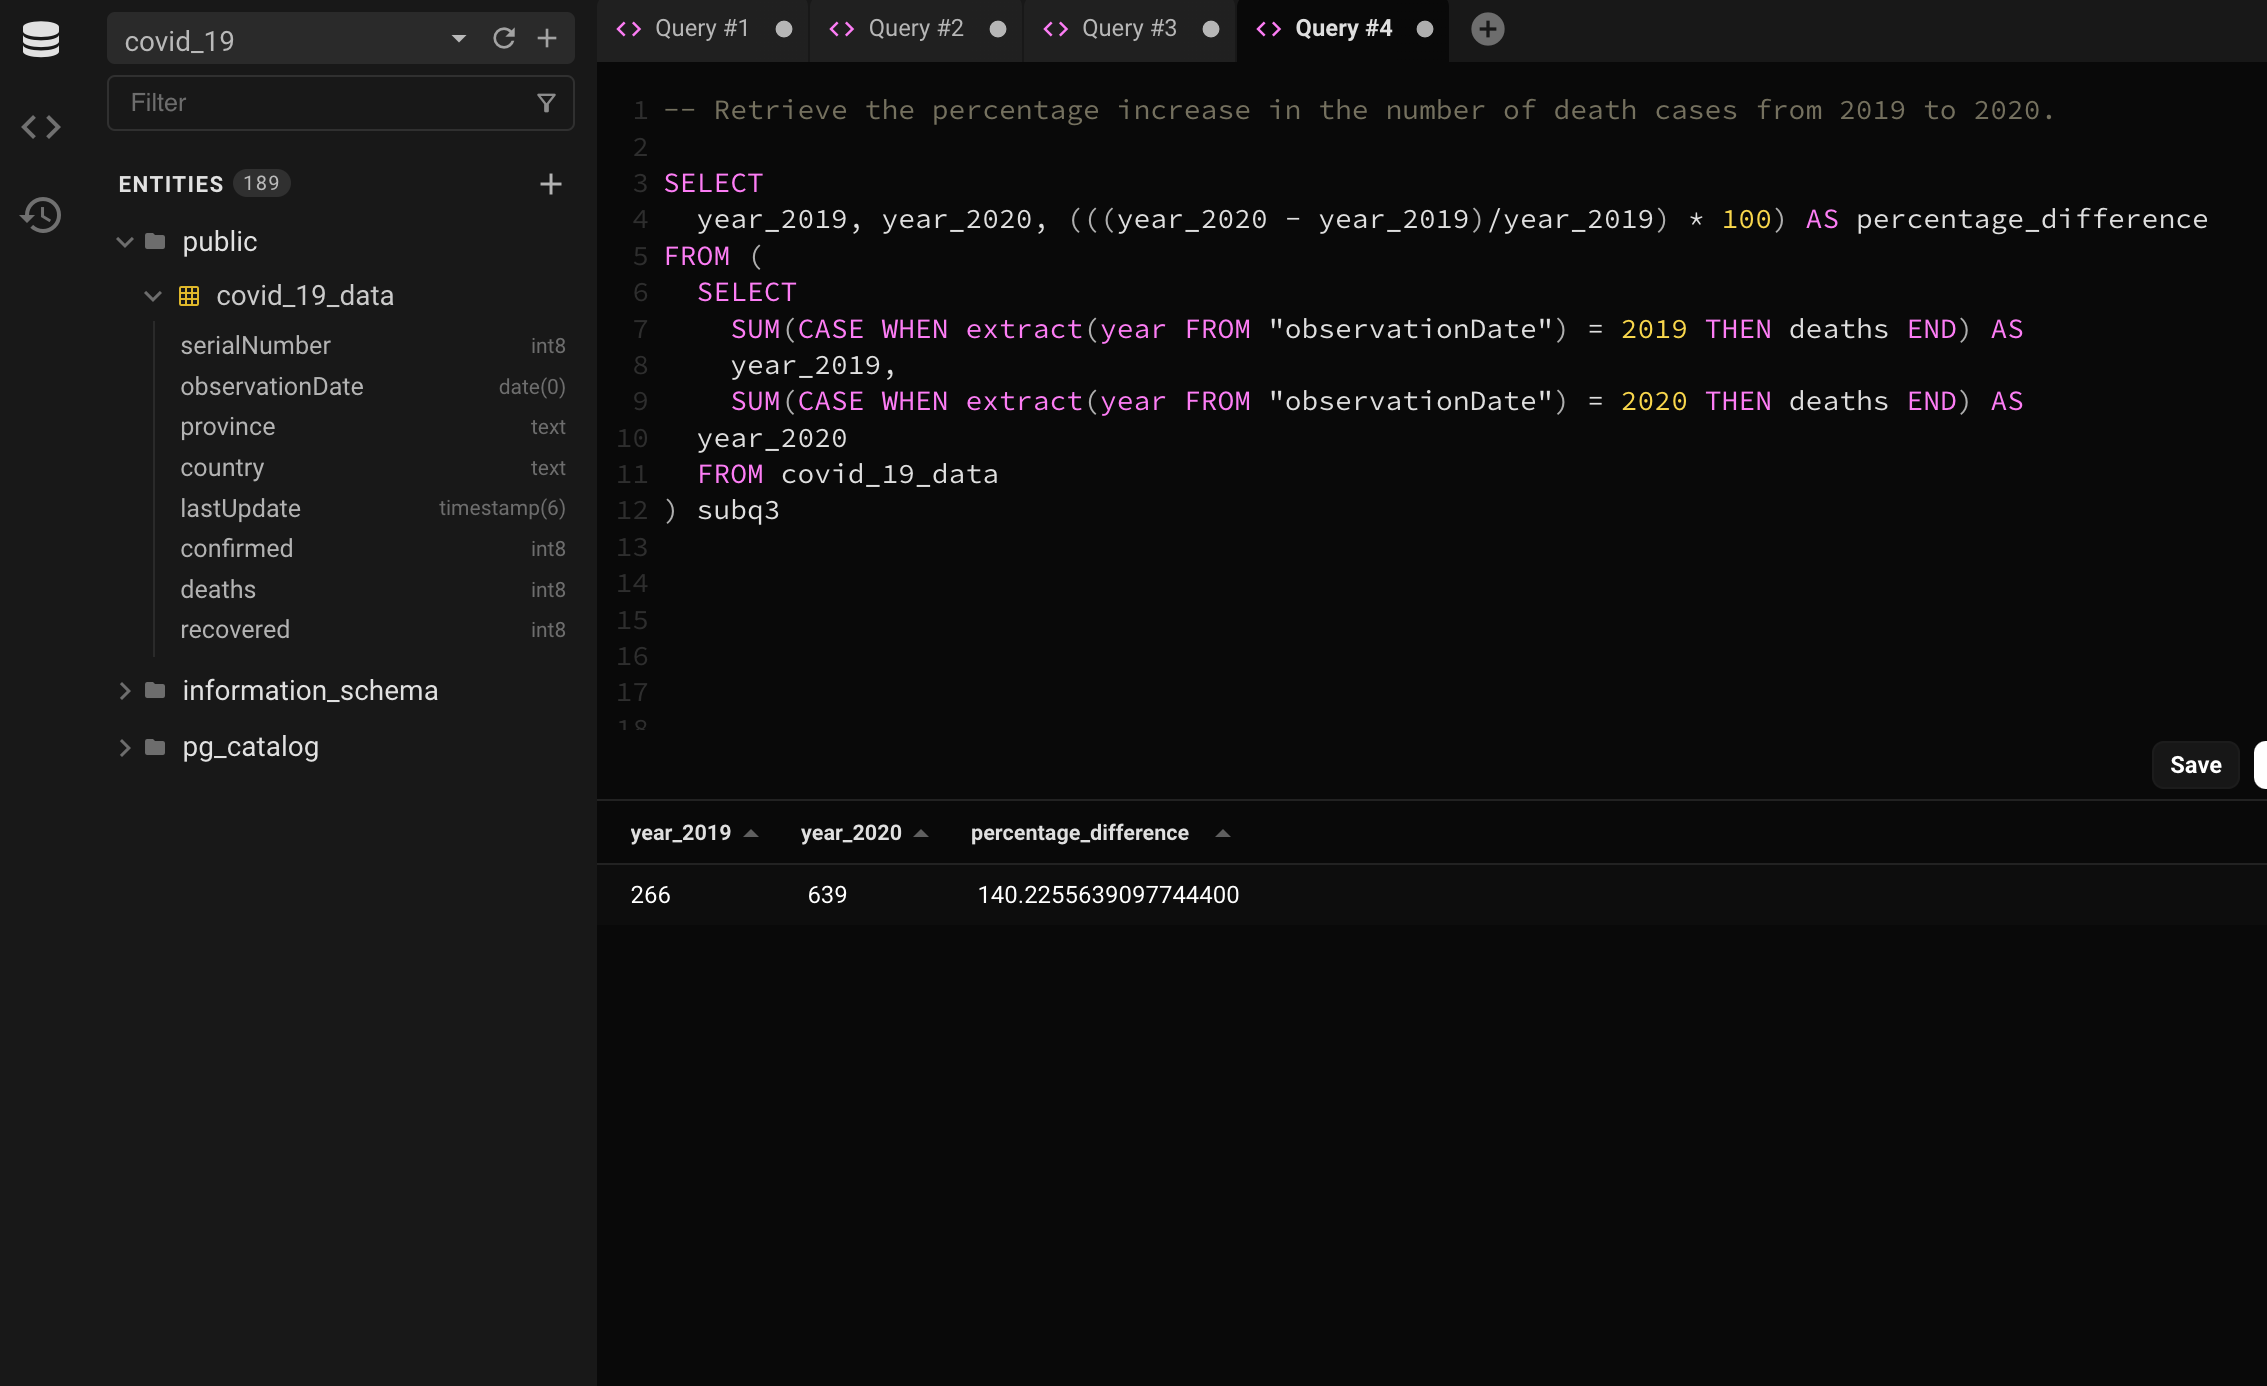 covid_19
Filter
ENTITIES 189
public
covid_19_data
serialNumber int8
observationDate date(0)
province text
country text
lastUpdate timestamp(6)
confirmed int8
deaths int8
recovered int8
information_schema
pg_catalog
Query #1 Query #2 Query #3 Query #4
1 -- Retrieve the percentage increase in the number of death cases from 2019 to 2020.
2
3 SELECT
4 year_2019, year_2020, (((year_2020 - year_2019)/year_2019) * 100) AS percentage_difference
5 FROM (
6 SELECT
7 SUM(CASE WHEN extract(year FROM "observationDate") = 2019 THEN deaths END) AS
8 year_2019,
9 SUM(CASE WHEN extract(year FROM "observationDate") = 2020 THEN deaths END) AS
10 year_2020
11 FROM covid_19_data
12 ) subq3
13
14
15
16
17
18
Save
year_2019 year_2020 percentage_difference
266 639 140.2255639097744400